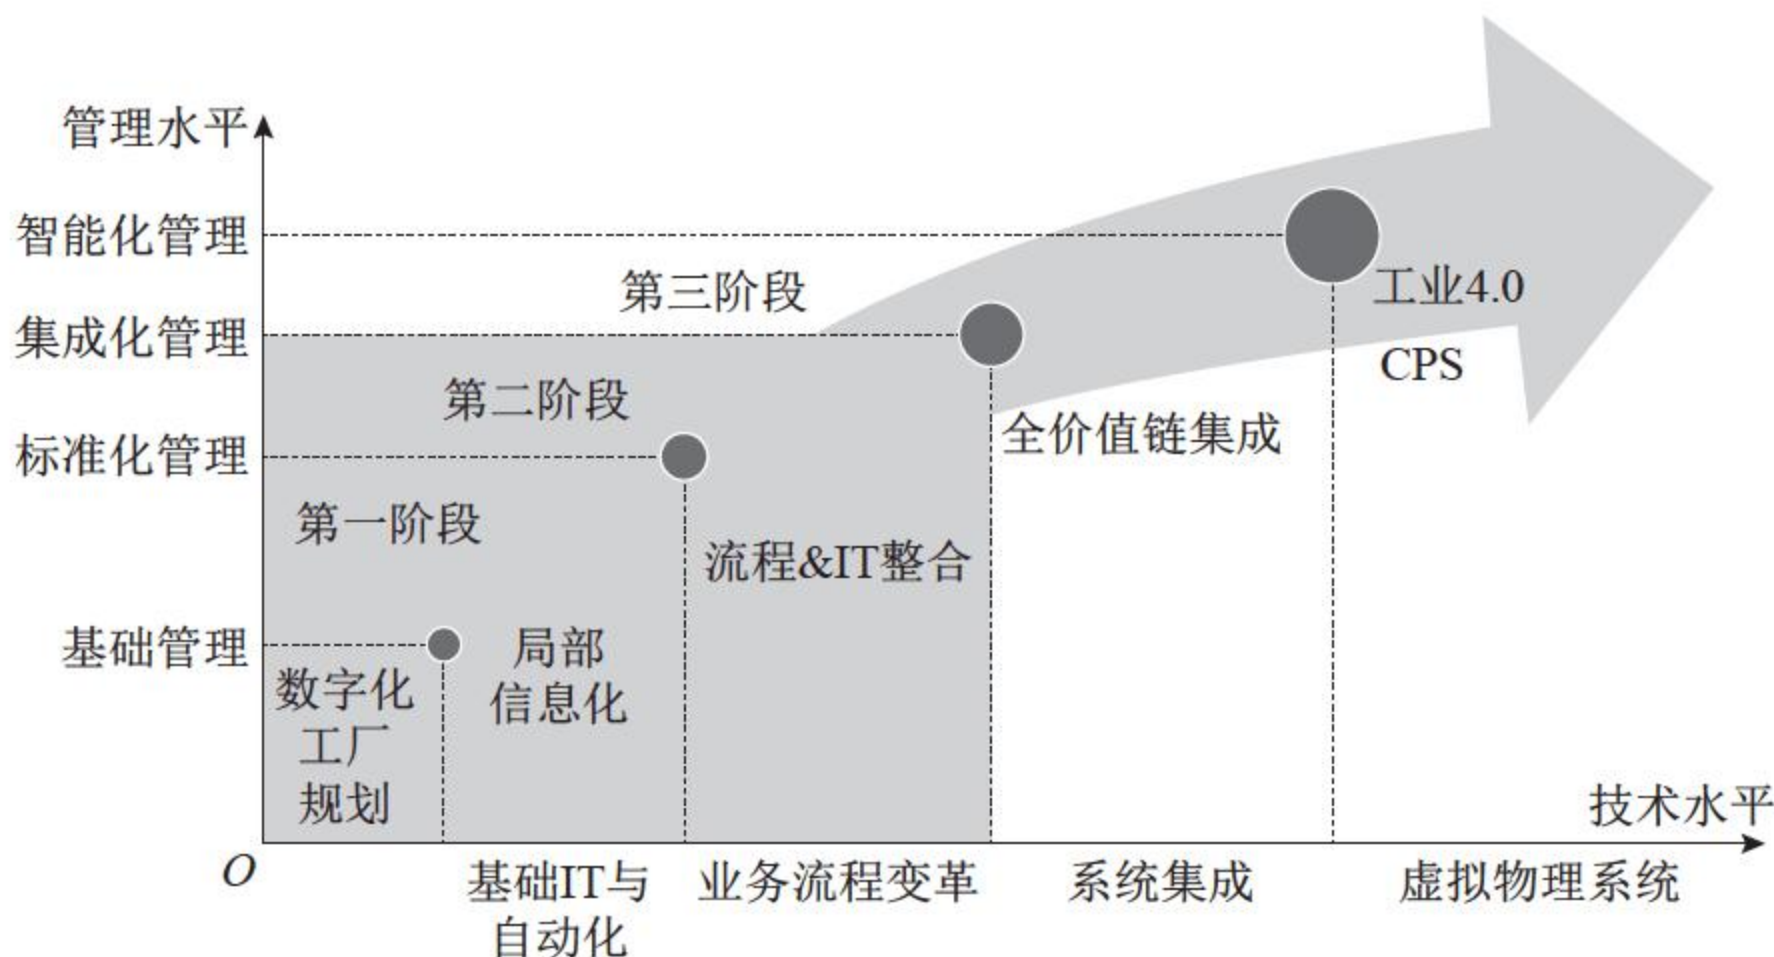 管理水平
智能化管理
第三阶段
工业4.0
集成化管理
CPS
第二阶段
全价值链集成
标准化管理
第一阶段
流程&IT整合
基础管理
局部
信息化
数字化
工厂
规划
技术水平
O
基础IT与
自动化
业务流程变革
系统集成
虚拟物理系统